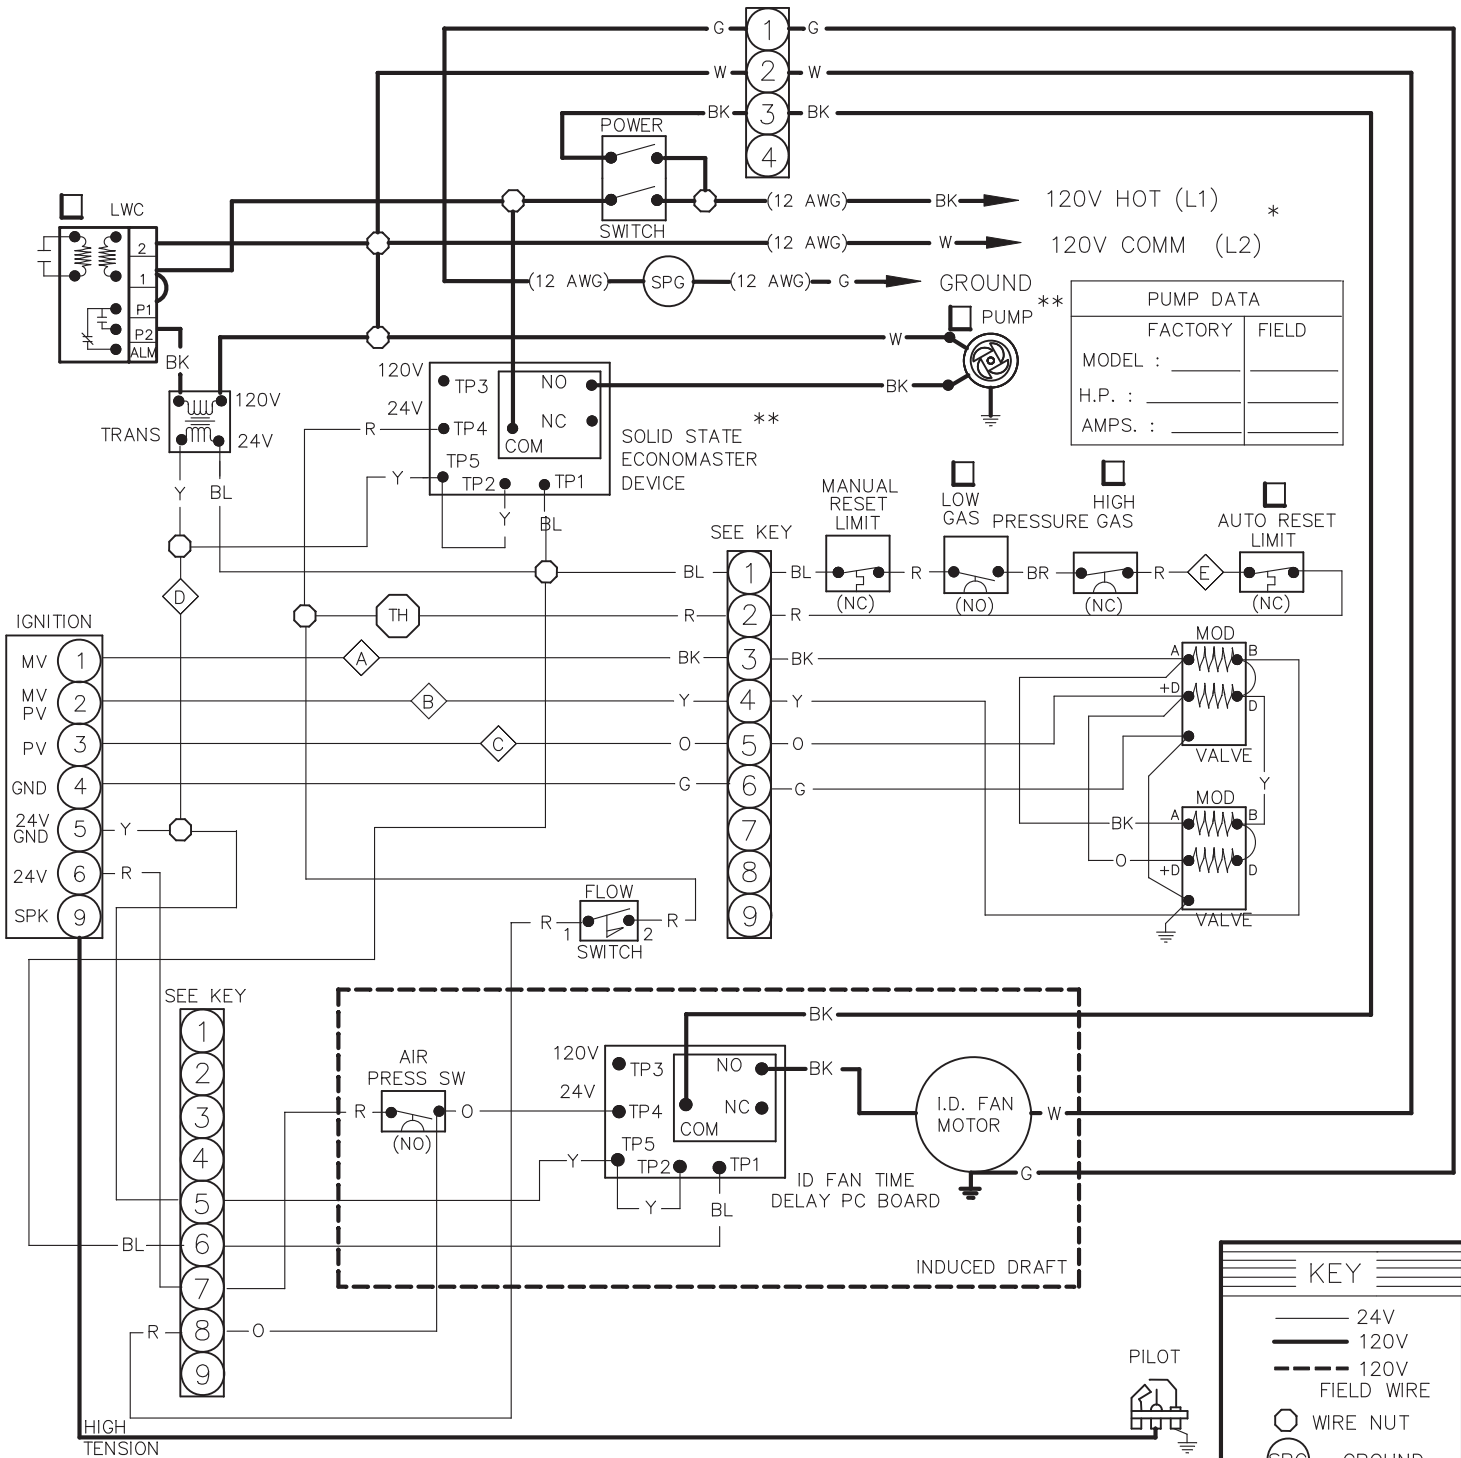 G 1 G
W 2 W
BK 3 BK
4
POWER
SWITCH
(12 AWG) BK 120V HOT (L1)
*
(12 AWG) W 120V COMM (L2)
(12 AWG) SPG (12 AWG) G GROUND
LWC
2
1
P1
P2
ALM
BK
TRANS
120V
24V
Y BL
W
BK
PUMP **
PUMP DATA
FACTORY FIELD
MODEL :
H.P. :
AMPS. :
120V TP3
24V
R TP4
TP5
Y TP2 TP1
NO
NC
COM
Y BL
SOLID STATE **
ECONOMASTER
DEVICE
MANUAL
RESET
LIMIT
(NC)
LOW
GAS
(NO)
PRESSURE
HIGH
GAS
(NC)
AUTO RESET
LIMIT
(NC)
SEE KEY
BL 1 BL R BR R E
TH R 2 R
A BK 3 BK
B Y 4 Y
C O 5 O
G 6 G
7
8
9
D
IGNITION
MV 1
MV
PV 2
PV 3
GND 4
24V
GND 5 Y
24V 6 R
SPK 9
MOD
A B
+D D
VALVE
Y
MOD
BK A B
O +D D
VALVE
FLOW
R 1 2 R
SWITCH
SEE KEY
1
2
3
4
5
BL 6
7
R 8 O
9
AIR
PRESS SW
R O
(NO)
120V TP3
24V
TP4
TP5
Y TP2 TP1
NO
NC
COM
Y BL
BK
BK
I.D. FAN
MOTOR
W
G
ID FAN TIME
DELAY PC BOARD
INDUCED DRAFT
KEY
24V
120V
120V
FIELD WIRE
WIRE NUT
PILOT
HIGH
TENSION